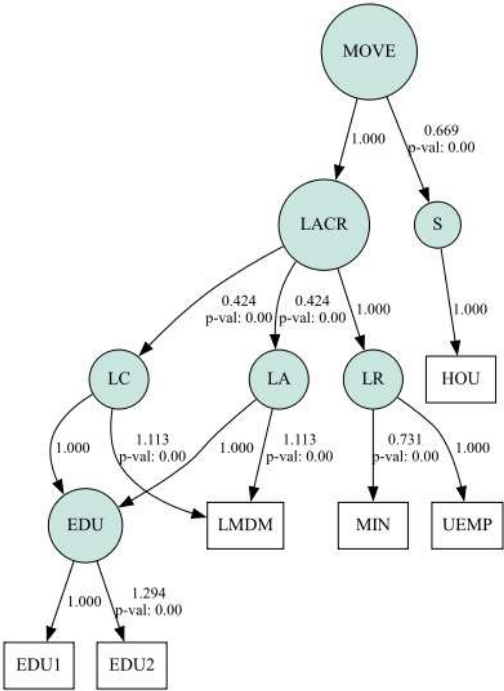 MOVE
1.000
0.669
p-val: 0.00
LACR
S
0.424
p-val: 0.00
0.424
p-val: 0.00
1.000
1.000
LC
LA
LR
HOU
1.000
1.113
p-val: 0.00
1.000
1.113
p-val: 0.00
0.731
p-val: 0.00
1.000
EDU
LMDM
MIN
UEMP
1.000
1.294
p-val: 0.00
EDU1
EDU2